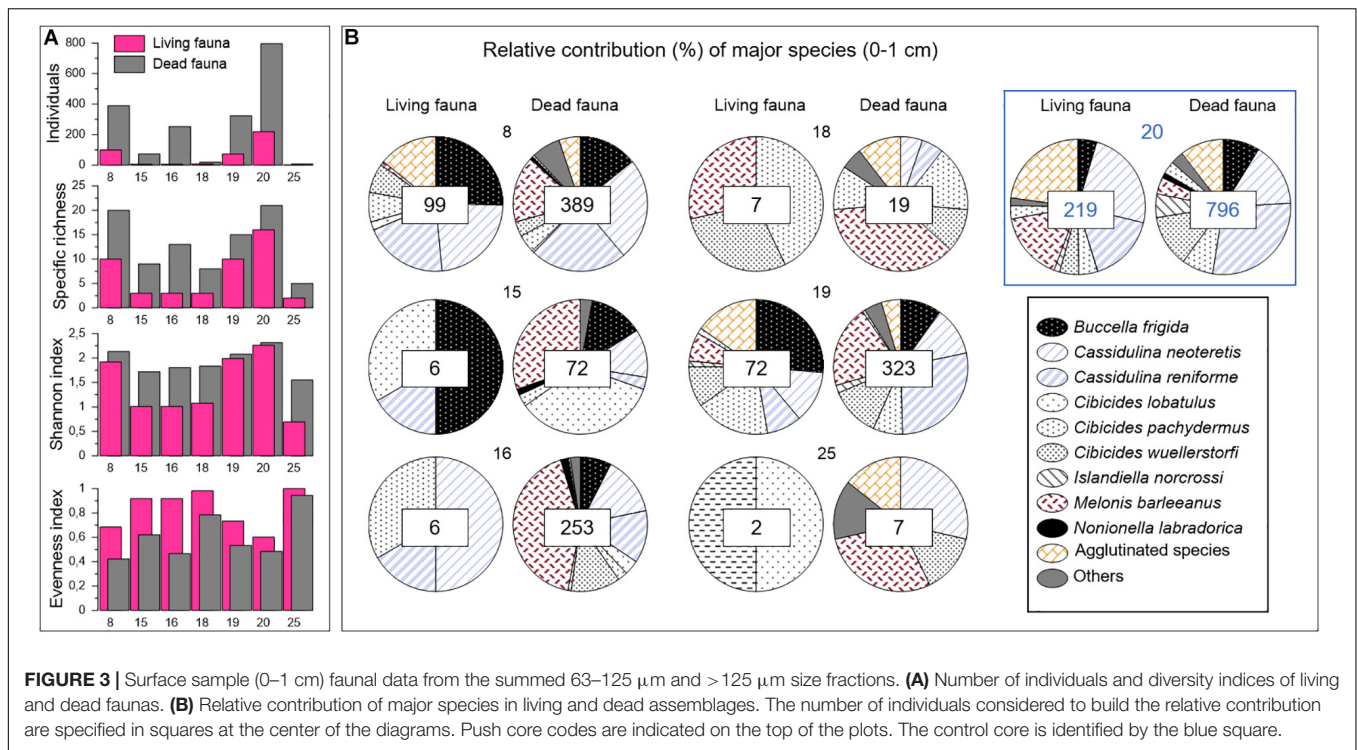 A
Living fauna
Dead fauna
Individuals
800
600
400
200
0
8 15 16 18 19 20 25
Specific richness
25
20
15
10
5
0
8 15 16 18 19 20 25
Shannon index
2,5
2
1,5
1
0,5
0
8 15 16 18 19 20 25
Evenness index
1
0,8
0,6
0,4
0,2
0
8 15 16 18 19 20 25
B
Relative contribution (%) of major species (0-1 cm)
Living fauna Dead fauna
8
99 389
15
6 72
16
6 253
Living fauna Dead fauna
18
7 19
19
72 323
25
2 7
Living fauna Dead fauna
20
219 796
Buccella frigida
Cassidulina neoteretis
Cassidulina reniforme
Cibicides lobatulus
Cibicides pachydermus
Cibicides wuellerstorfi
Islandiella norcrossi
Melonis barleeanus
Nonionella labradorica
Agglutinated species
Others
FIGURE 3 | Surface sample (0–1 cm) faunal data from the summed 63–125 μm and >125 μm size fractions. (A) Number of individuals and diversity indices of living
and dead faunas. (B) Relative contribution of major species in living and dead assemblages. The number of individuals considered to build the relative contribution
are specified in squares at the center of the diagrams. Push core codes are indicated on the top of the plots. The control core is identified by the blue square.